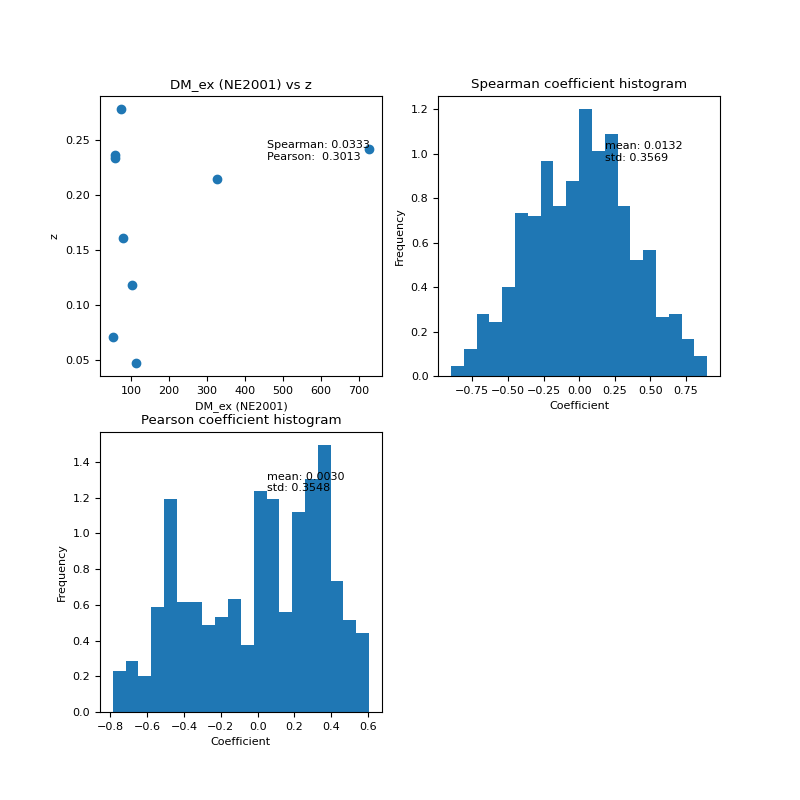 DM_ex (NE2001) vs z
z
0.25
0.20
0.15
0.10
0.05
Spearman: 0.0333
Pearson:  0.3013
100 200 300 400 500 600 700
DM_ex (NE2001)
Spearman coefficient histogram
Frequency
1.2
1.0
0.8
0.6
0.4
0.2
0.0
mean: 0.0132
std: 0.3569
−0.75 −0.50 −0.25 0.00 0.25 0.50 0.75
Coefficient
Pearson coefficient histogram
Frequency
1.4
1.2
1.0
0.8
0.6
0.4
0.2
0.0
mean: 0.0030
std: 0.3548
−0.8 −0.6 −0.4 −0.2 0.0 0.2 0.4 0.6
Coefficient